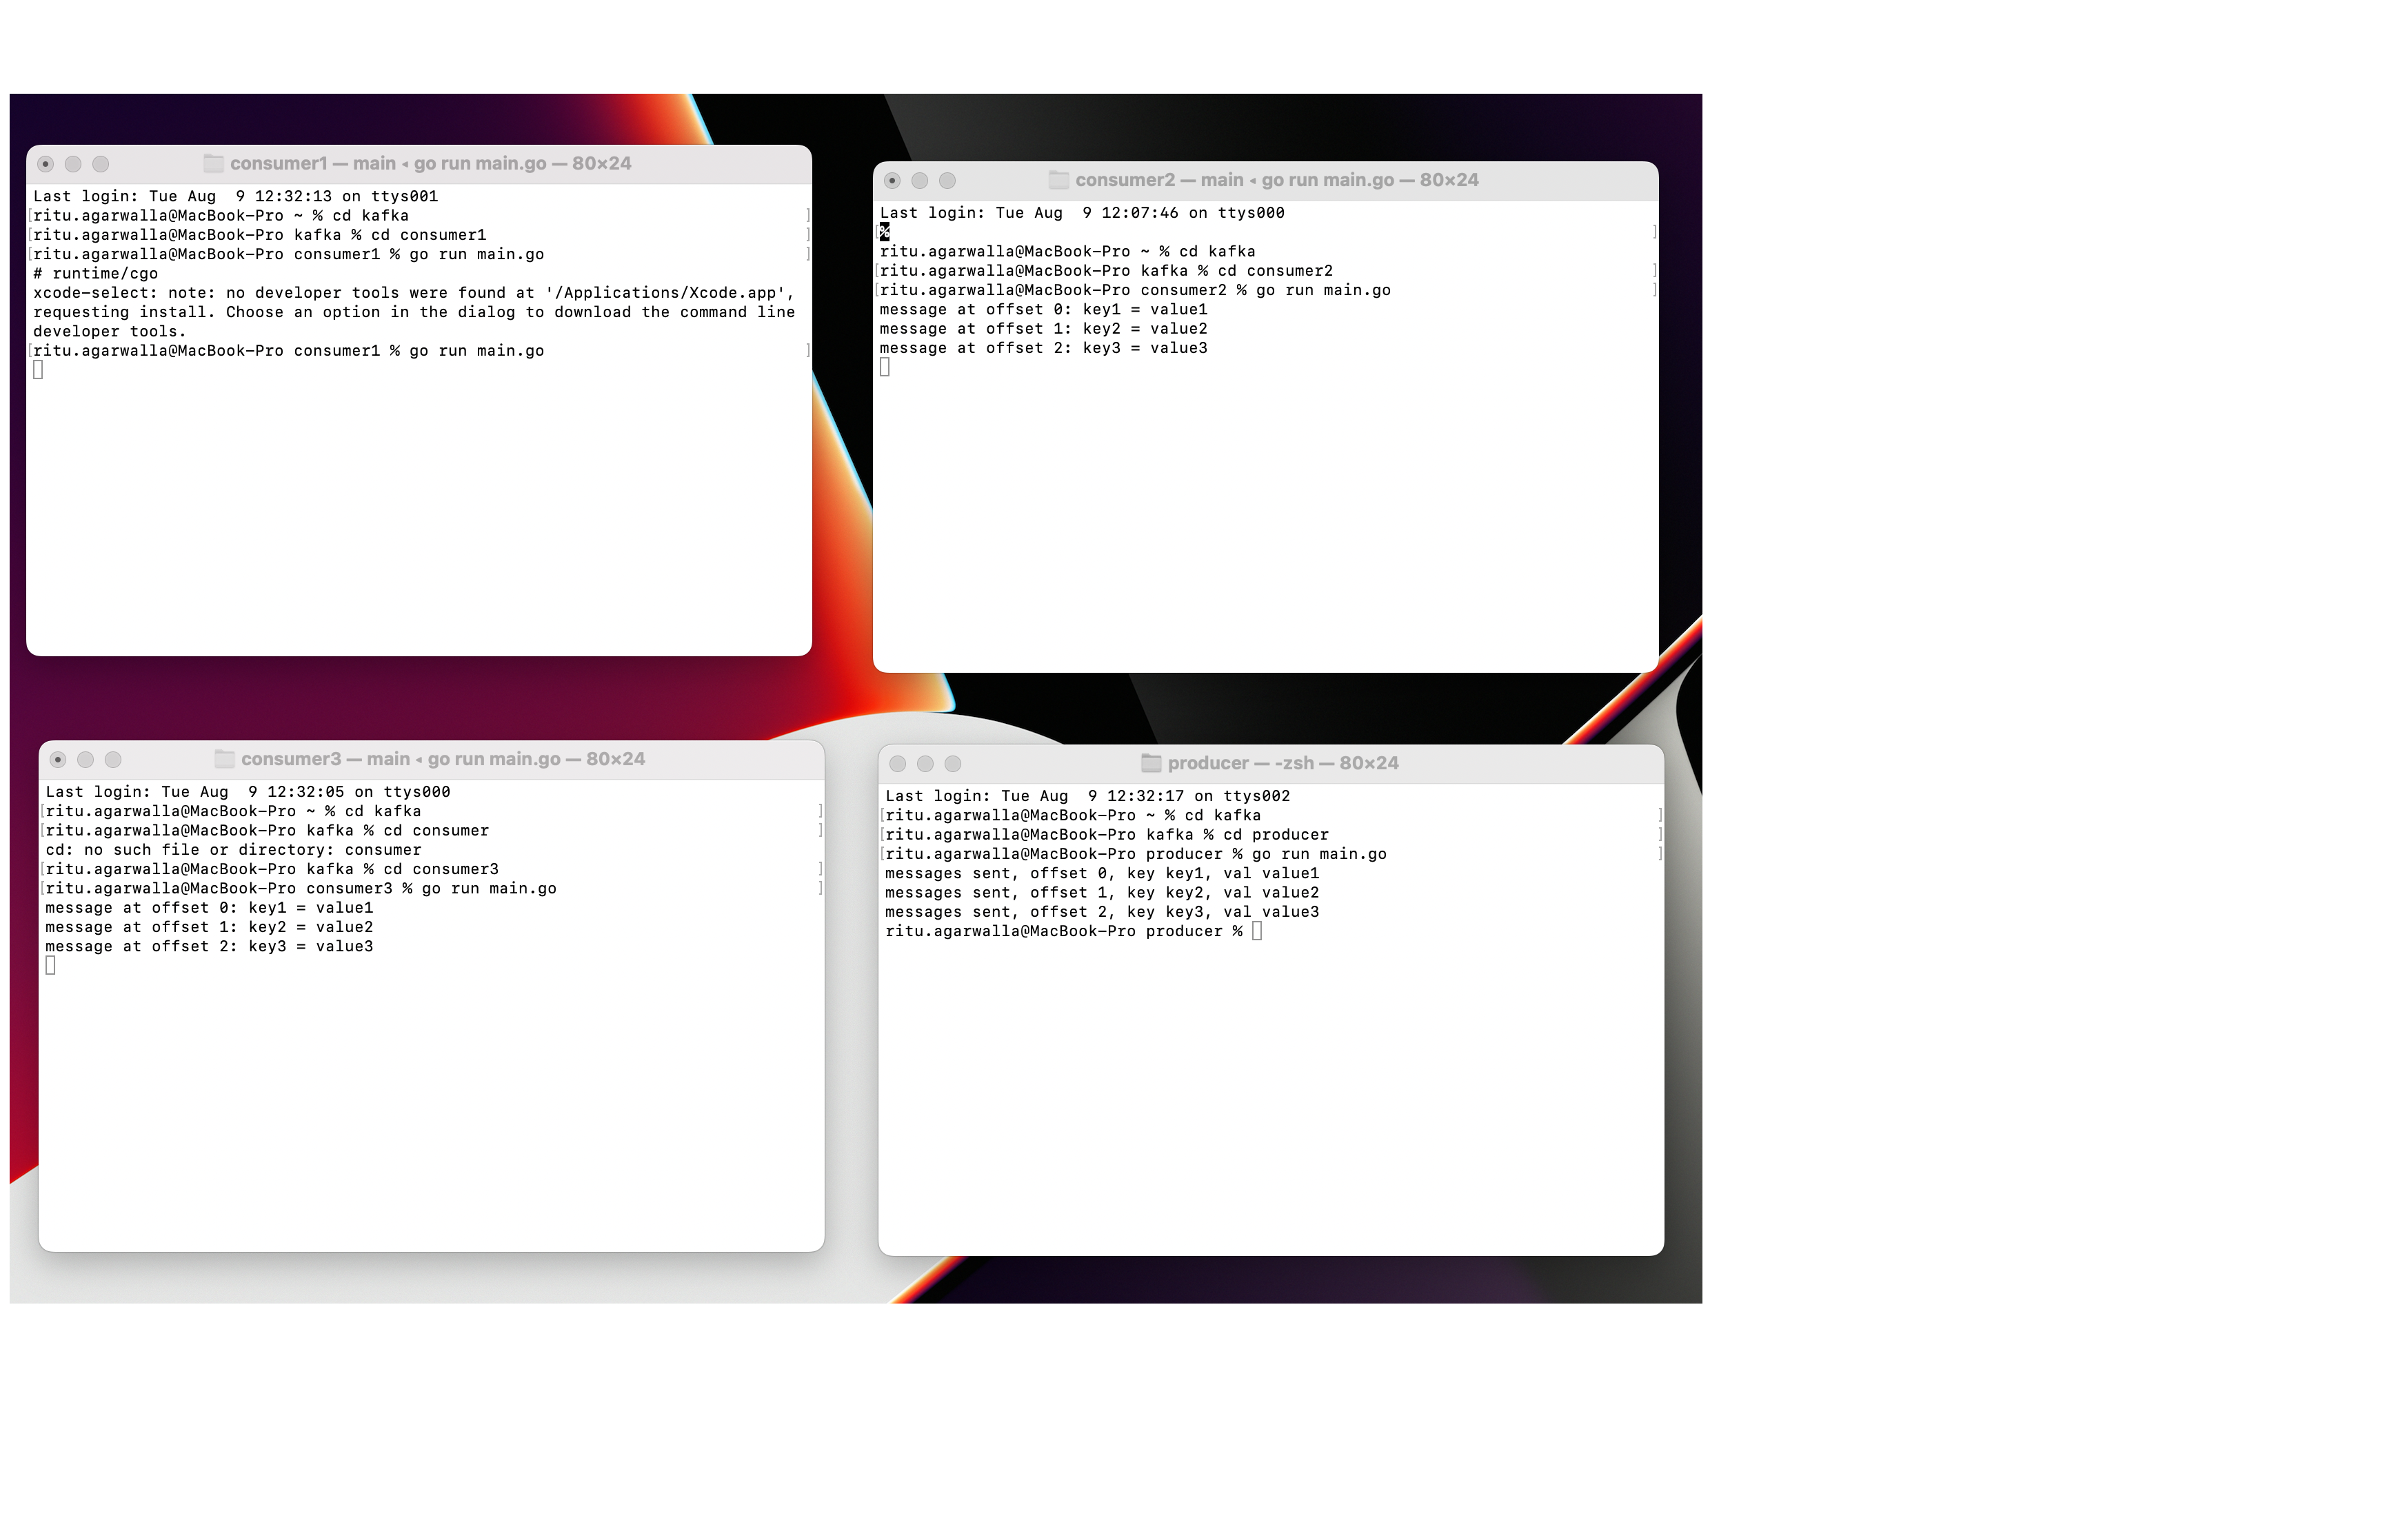 consumer1 — main ◂ go run main.go — 80×24
Last login: Tue Aug  9 12:32:13 on ttys001
[ritu.agarwalla@MacBook-Pro ~ % cd kafka ]
[ritu.agarwalla@MacBook-Pro kafka % cd consumer1 ]
[ritu.agarwalla@MacBook-Pro consumer1 % go run main.go ]
# runtime/cgo
xcode-select: note: no developer tools were found at '/Applications/Xcode.app',
requesting install. Choose an option in the dialog to download the command line
developer tools.
[ritu.agarwalla@MacBook-Pro consumer1 % go run main.go ]
consumer2 — main ◂ go run main.go — 80×24
Last login: Tue Aug  9 12:07:46 on ttys000
[% ]
ritu.agarwalla@MacBook-Pro ~ % cd kafka
[ritu.agarwalla@MacBook-Pro kafka % cd consumer2 ]
[ritu.agarwalla@MacBook-Pro consumer2 % go run main.go ]
message at offset 0: key1 = value1
message at offset 1: key2 = value2
message at offset 2: key3 = value3
consumer3 — main ◂ go run main.go — 80×24
Last login: Tue Aug  9 12:32:05 on ttys000
[ritu.agarwalla@MacBook-Pro ~ % cd kafka ]
[ritu.agarwalla@MacBook-Pro kafka % cd consumer ]
cd: no such file or directory: consumer
[ritu.agarwalla@MacBook-Pro kafka % cd consumer3 ]
[ritu.agarwalla@MacBook-Pro consumer3 % go run main.go ]
message at offset 0: key1 = value1
message at offset 1: key2 = value2
message at offset 2: key3 = value3
producer — -zsh — 80×24
Last login: Tue Aug  9 12:32:17 on ttys002
[ritu.agarwalla@MacBook-Pro ~ % cd kafka ]
[ritu.agarwalla@MacBook-Pro kafka % cd producer ]
[ritu.agarwalla@MacBook-Pro producer % go run main.go ]
messages sent, offset 0, key key1, val value1
messages sent, offset 1, key key2, val value2
messages sent, offset 2, key key3, val value3
ritu.agarwalla@MacBook-Pro producer %